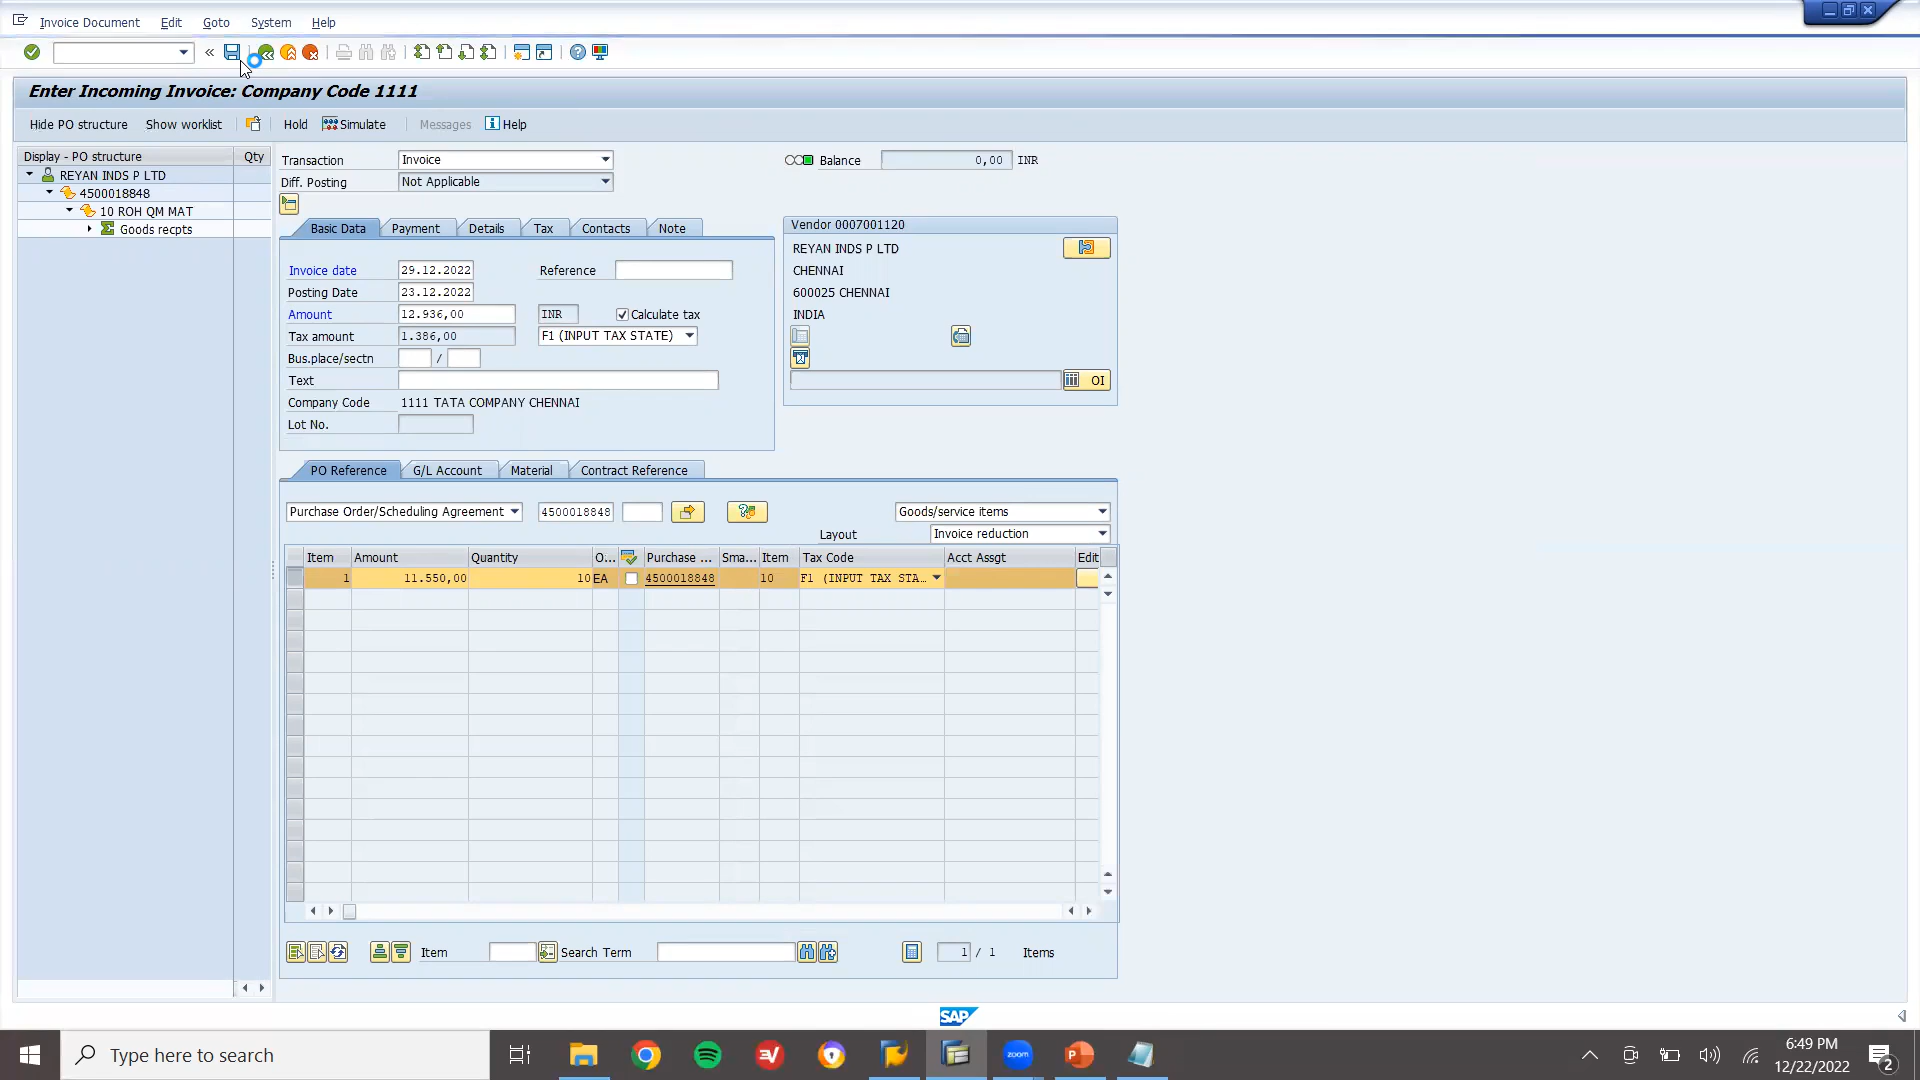 Invoice Document Edit Goto System Help
Enter Incoming Invoice: Company Code 1111
Hide PO structure Show worklist Hold Simulate Messages Help
Display - PO structure Qty
REYAN INDS P LTD
4500018848
10 ROH QM MAT
Goods recpts
Transaction Invoice
Balance 0,00 INR
Diff. Posting Not Applicable
Basic Data Payment Details Tax Contacts Note
Invoice date 29.12.2022 Reference
Posting Date 23.12.2022
Amount 12.936,00 INR Calculate tax
Tax amount 1.386,00 F1 (INPUT TAX STATE)
Bus.place/sectn /
Text
Company Code 1111 TATA COMPANY CHENNAI
Lot No.
Vendor 0007001120
REYAN INDS P LTD
CHENNAI
600025 CHENNAI
INDIA
OI
PO Reference G/L Account Material Contract Reference
Purchase Order/Scheduling Agreement 4500018848 Goods/service items
Layout Invoice reduction
Item Amount Quantity O... Purchase ... Sma... Item Tax Code Acct Assgt Edit
1 11.550,00 10 EA 4500018848 10 F1 (INPUT TAX STA...
Item Search Term 1 / 1 Items
SAP
Type here to search
zoom
6:49 PM
12/22/2022
2